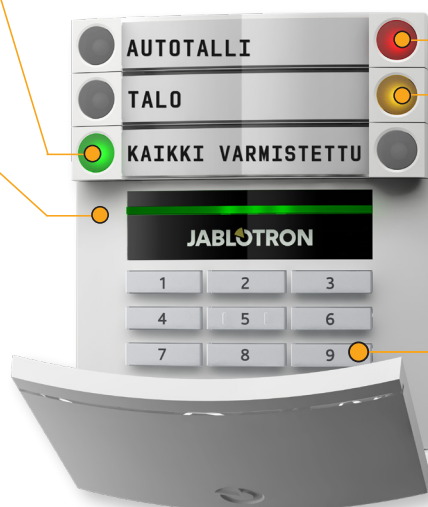 AUTOTALLI
TALO
KAIKKI VARMISTETTU
JABLOTRON
1 2 3
4 5 6
7 8 9